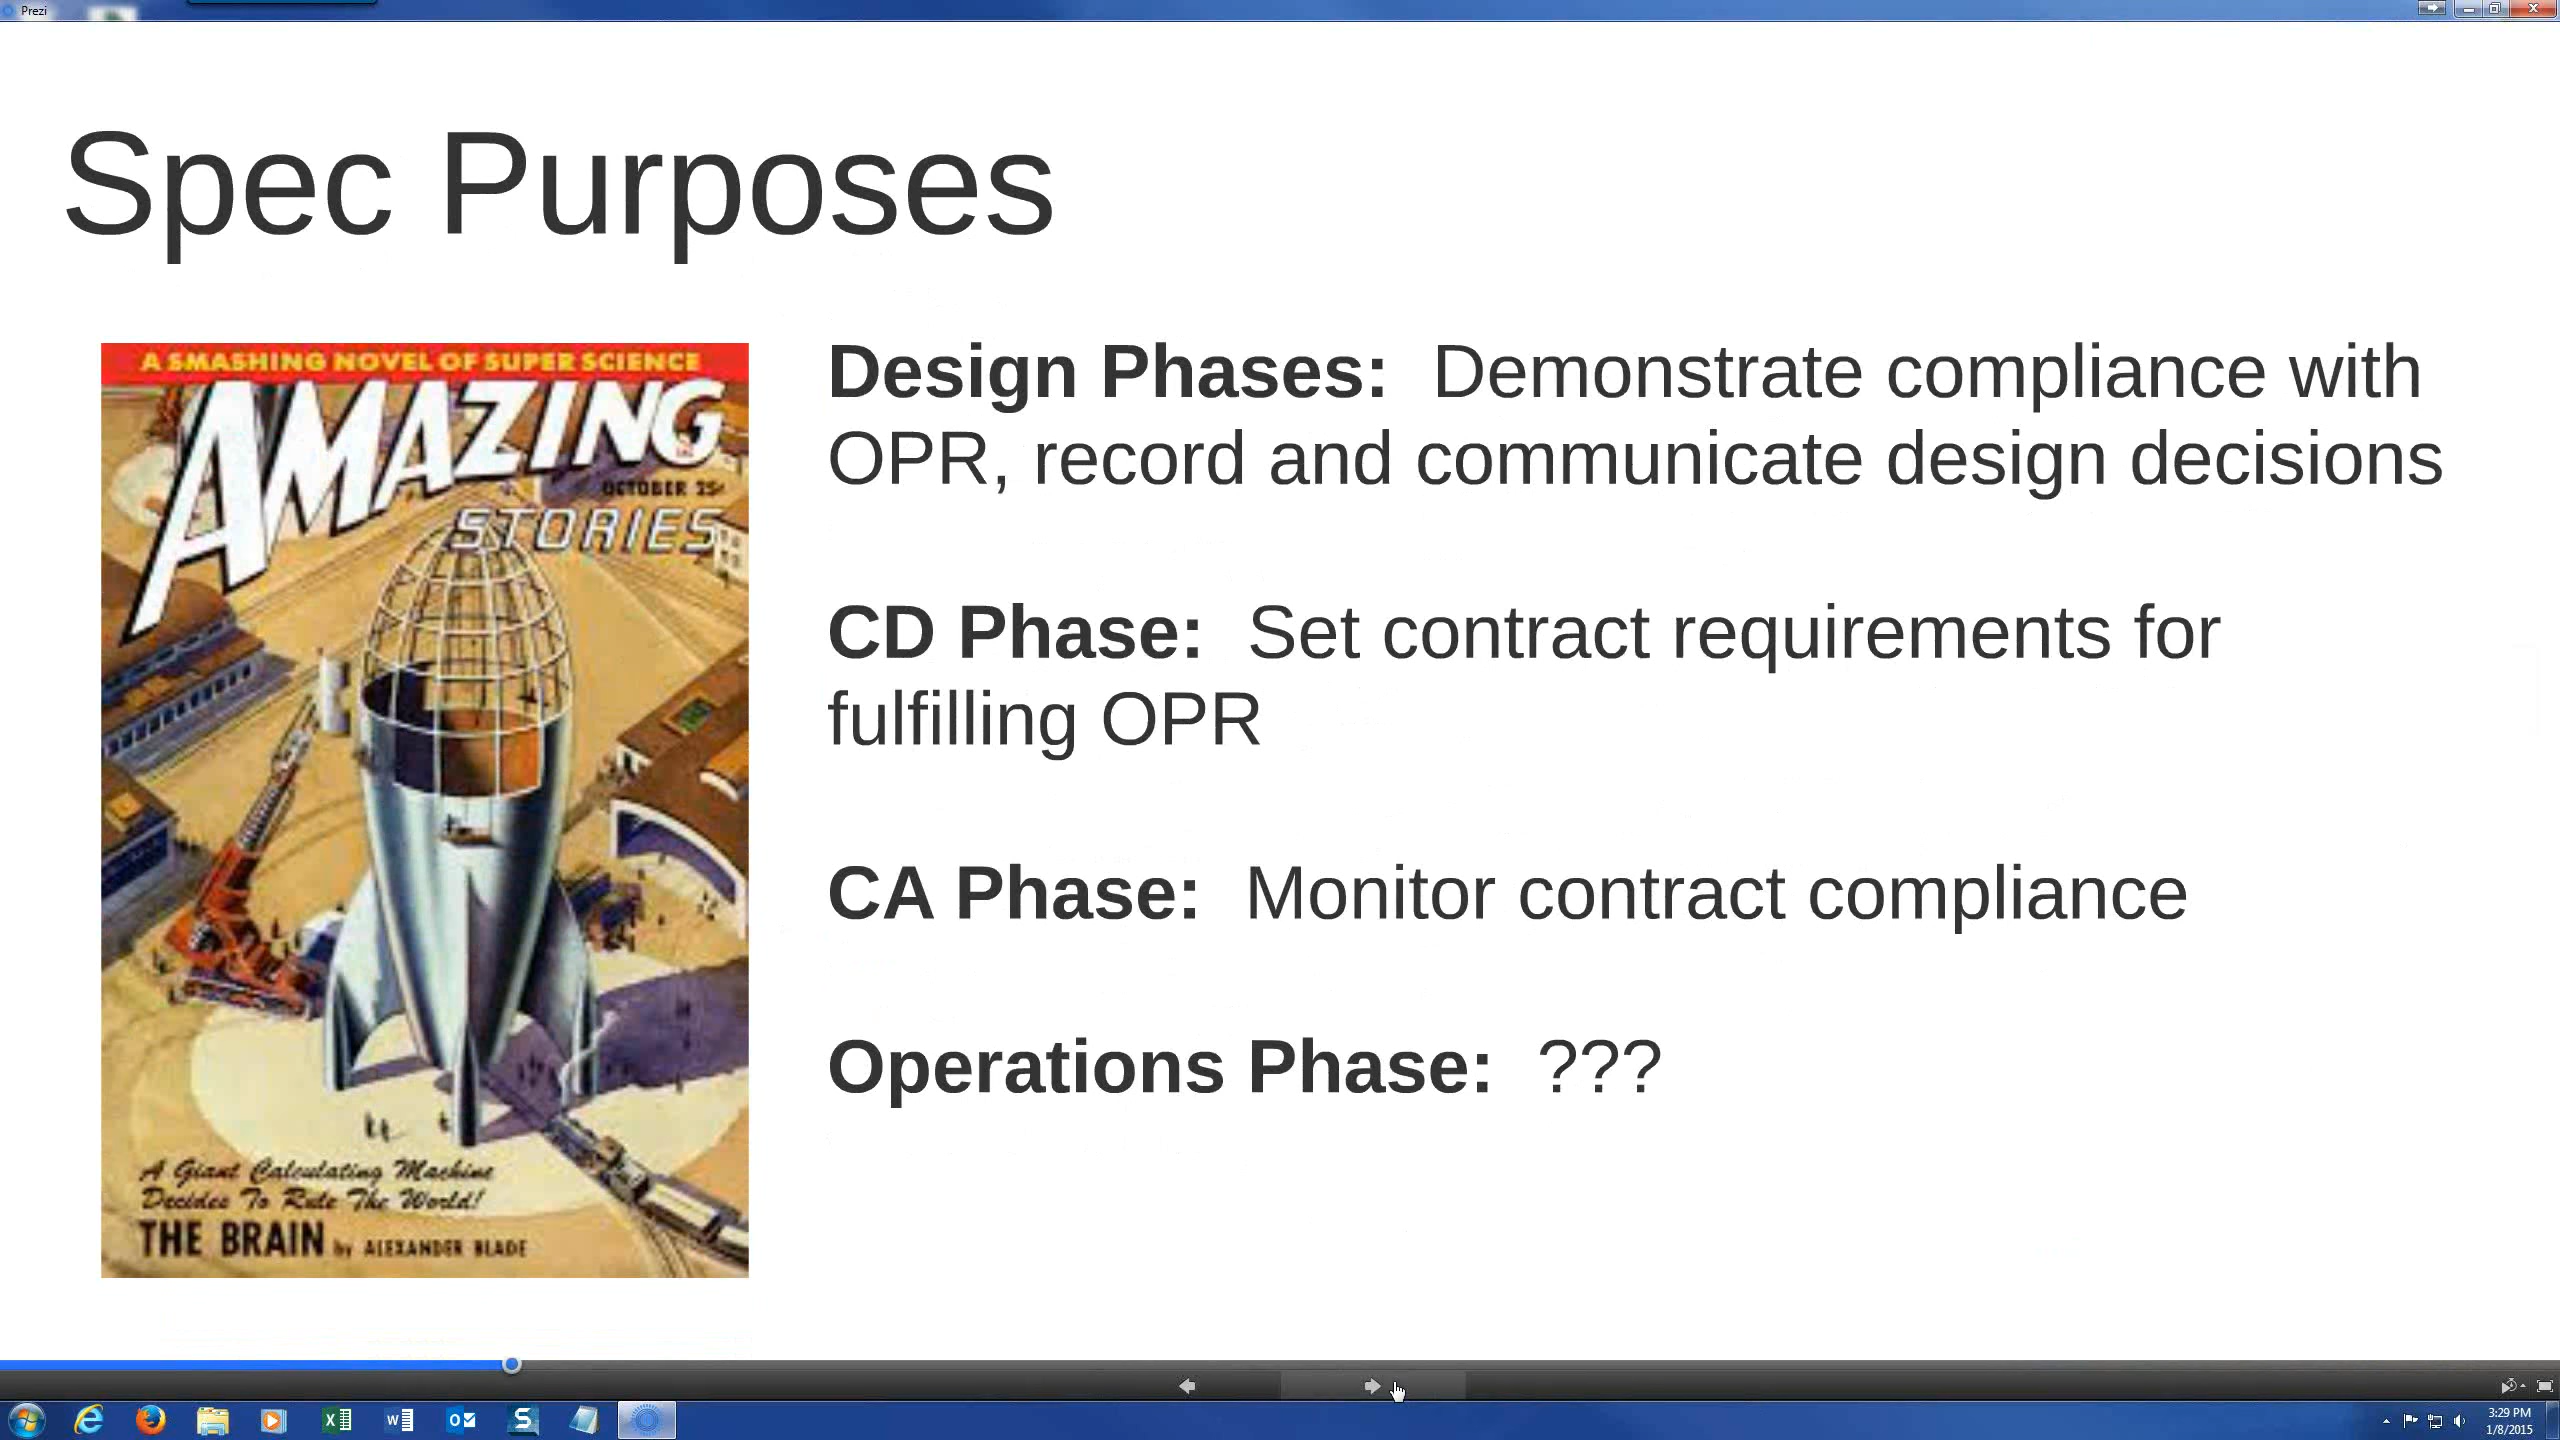 Prezi
Spec Purposes
A SMASHING NOVEL OF SUPER SCIENCE
AMAZING
OCTOBER 25¢
STORIES
A Giant Calculating Machine
Decides To Rule The World!
THE BRAIN by ALEXANDER BLADE
Design Phases: Demonstrate compliance with
OPR, record and communicate design decisions
CD Phase: Set contract requirements for
fulfilling OPR
CA Phase: Monitor contract compliance
Operations Phase: ???
3:29 PM
1/8/2015